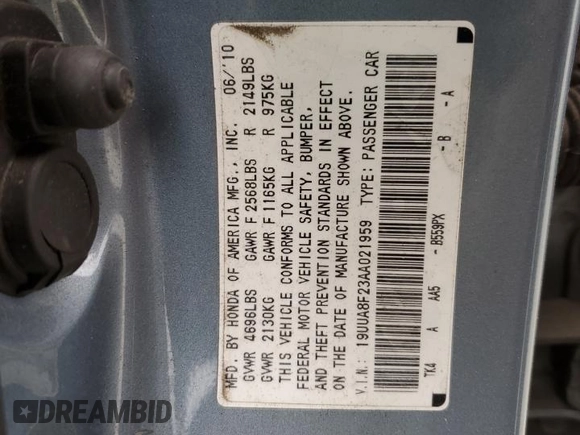 MFD. BY HONDA OF AMERICA MFG., INC. 06/'10
GVWR 4696LBS GAWR F 2568LBS R 2149LBS
GVWR 2130KG GAWR F 1165KG R 975KG
THIS VEHICLE CONFORMS TO ALL APPLICABLE
FEDERAL MOTOR VEHICLE SAFETY, BUMPER,
AND THEFT PREVENTION STANDARDS IN EFFECT
ON THE DATE OF MANUFACTURE SHOWN ABOVE.
V.I.N.: 19UUA8F23AA021959 TYPE: PASSENGER CAR
TK4 A AA5 - B559PX - B - A
DREAMBID